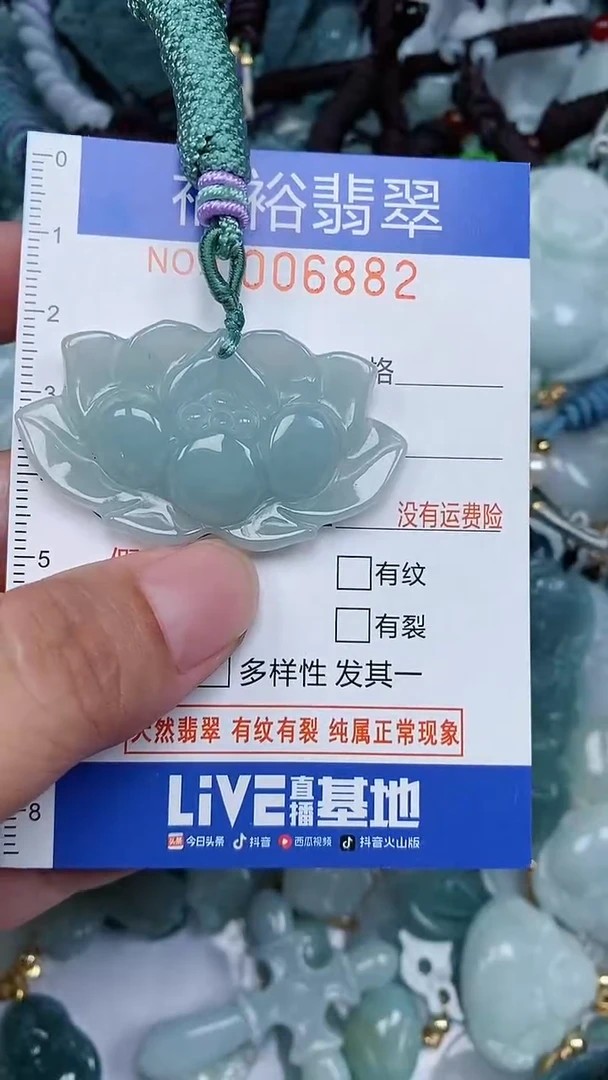 0
裕翡翠
1
NO:
006882
2
格
3
没有运费险
5
有纹
有裂
多样性 发其一
天然翡翠 有纹有裂 纯属正常现象
8
LiVE直播基地
头条 今日头条 抖音 西瓜视频 抖音火山版